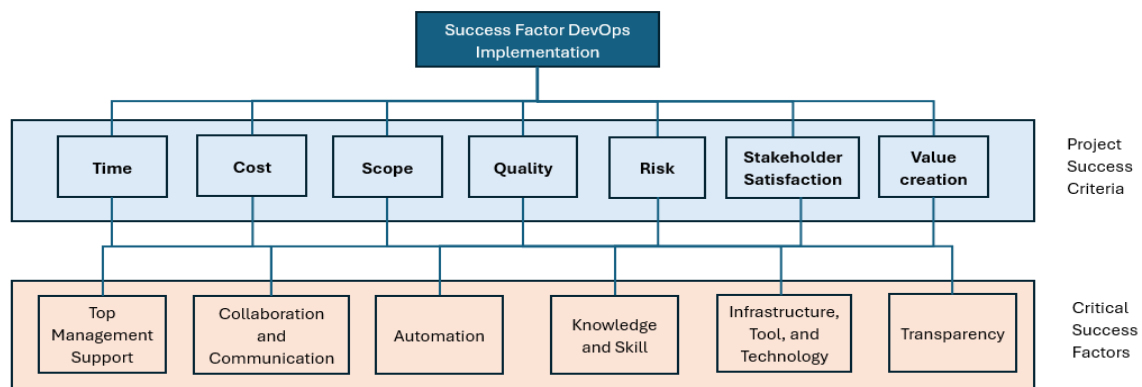 Success Factor DevOps
Implementation
Time
Cost
Scope
Quality
Risk
Stakeholder
Satisfaction
Value
creation
Project
Success
Criteria
Top
Management
Support
Collaboration
and
Communication
Automation
Knowledge
and Skill
Infrastructure,
Tool, and
Technology
Transparency
Critical
Success
Factors